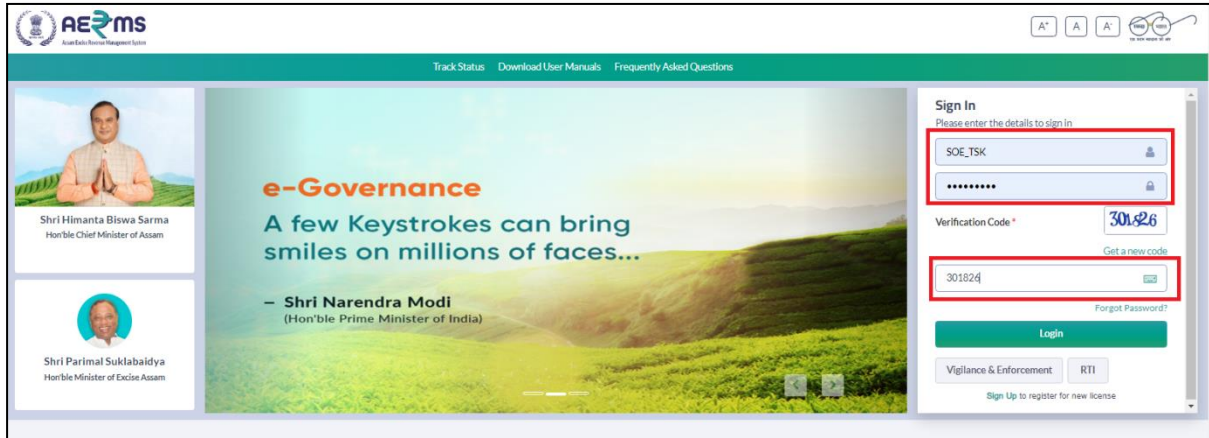 AE₹MS
Assam Excise Revenue Management System
A⁺ A A⁻
Track Status Download User Manuals Frequently Asked Questions
Shri Himanta Biswa Sarma
Hon'ble Chief Minister of Assam
Shri Parimal Suklabaidya
Hon'ble Minister of Excise Assam
e-Governance
A few Keystrokes can bring
smiles on millions of faces...
– Shri Narendra Modi
(Hon'ble Prime Minister of India)
Sign In
Please enter the details to sign in
SOE_TSK
•••••••••
Verification Code *
301826
Get a new code
301826
Forgot Password?
Login
Vigilance & Enforcement RTI
Sign Up to register for new license